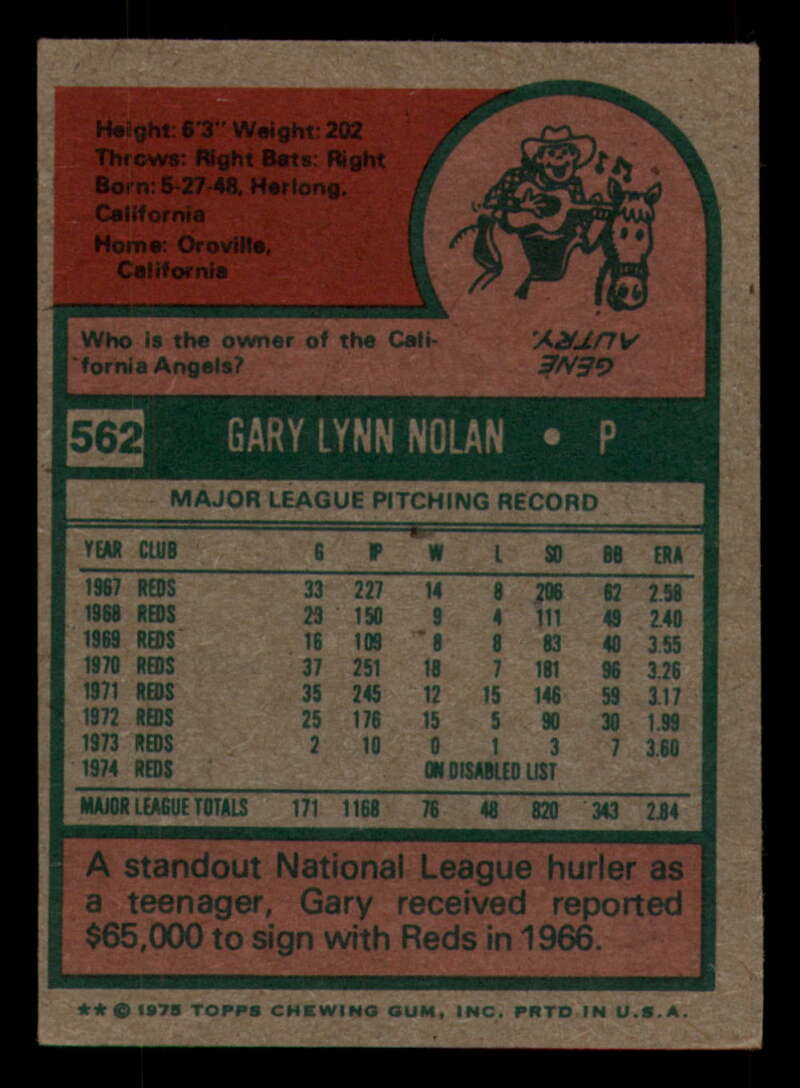 Height: 6'3" Weight: 202
Throws: Right Bats: Right
Born: 5-27-48, Herlong,
California
Home: Oroville,
California
Who is the owner of the Cali-
fornia Angels?
GENE
AUTRY.
562 GARY LYNN NOLAN • P
MAJOR LEAGUE PITCHING RECORD
YEAR CLUB G IP W L SO BB ERA
1967 REDS 33 227 14 8 206 62 2.58
1968 REDS 23 150 9 4 111 49 2.40
1969 REDS 16 109 8 8 83 40 3.55
1970 REDS 37 251 18 7 181 96 3.26
1971 REDS 35 245 12 15 146 59 3.17
1972 REDS 25 176 15 5 90 30 1.99
1973 REDS 2 10 0 1 3 7 3.60
1974 REDS ON DISABLED LIST
MAJOR LEAGUE TOTALS 171 1168 76 48 820 343 2.84
A standout National League hurler as
a teenager, Gary received reported
$65,000 to sign with Reds in 1966.
** © 1975 TOPPS CHEWING GUM, INC. PRTD IN U.S.A.